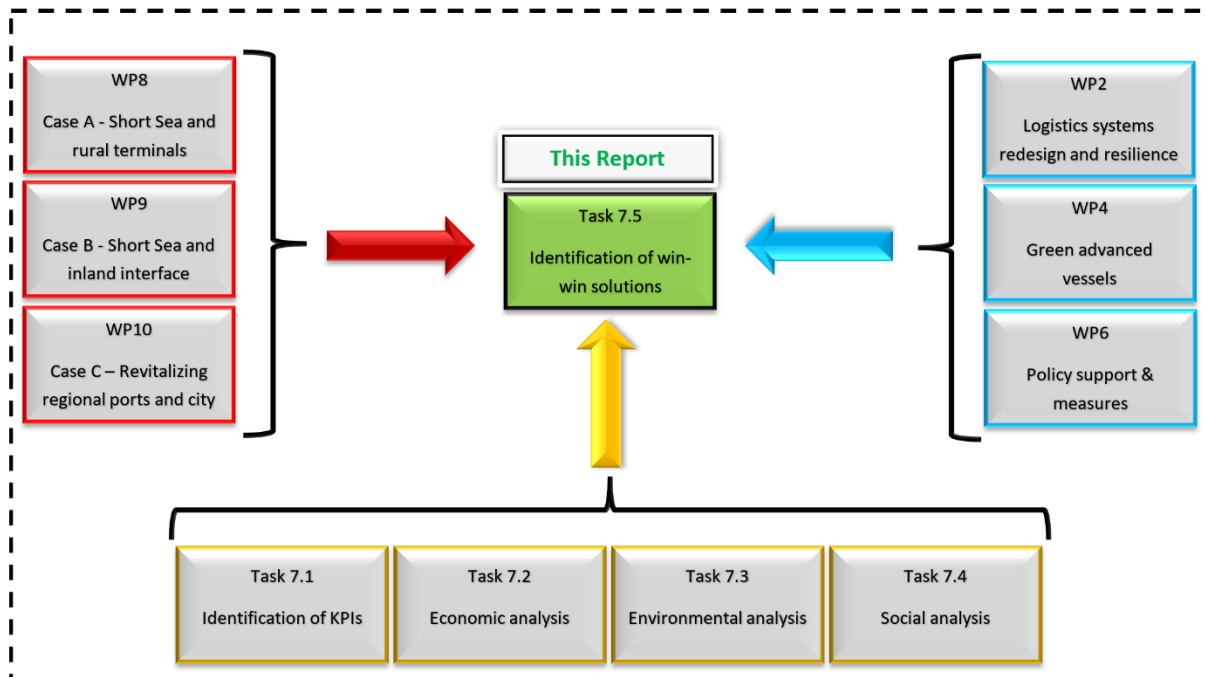 WP8
Case A - Short Sea and
rural terminals
WP9
Case B - Short Sea and
inland interface
WP10
Case C – Revitalizing
regional ports and city
This Report
Task 7.5
Identification of win-
win solutions
WP2
Logistics systems
redesign and resilience
WP4
Green advanced
vessels
WP6
Policy support &
measures
Task 7.1
Identification of KPIs
Task 7.2
Economic analysis
Task 7.3
Environmental analysis
Task 7.4
Social analysis